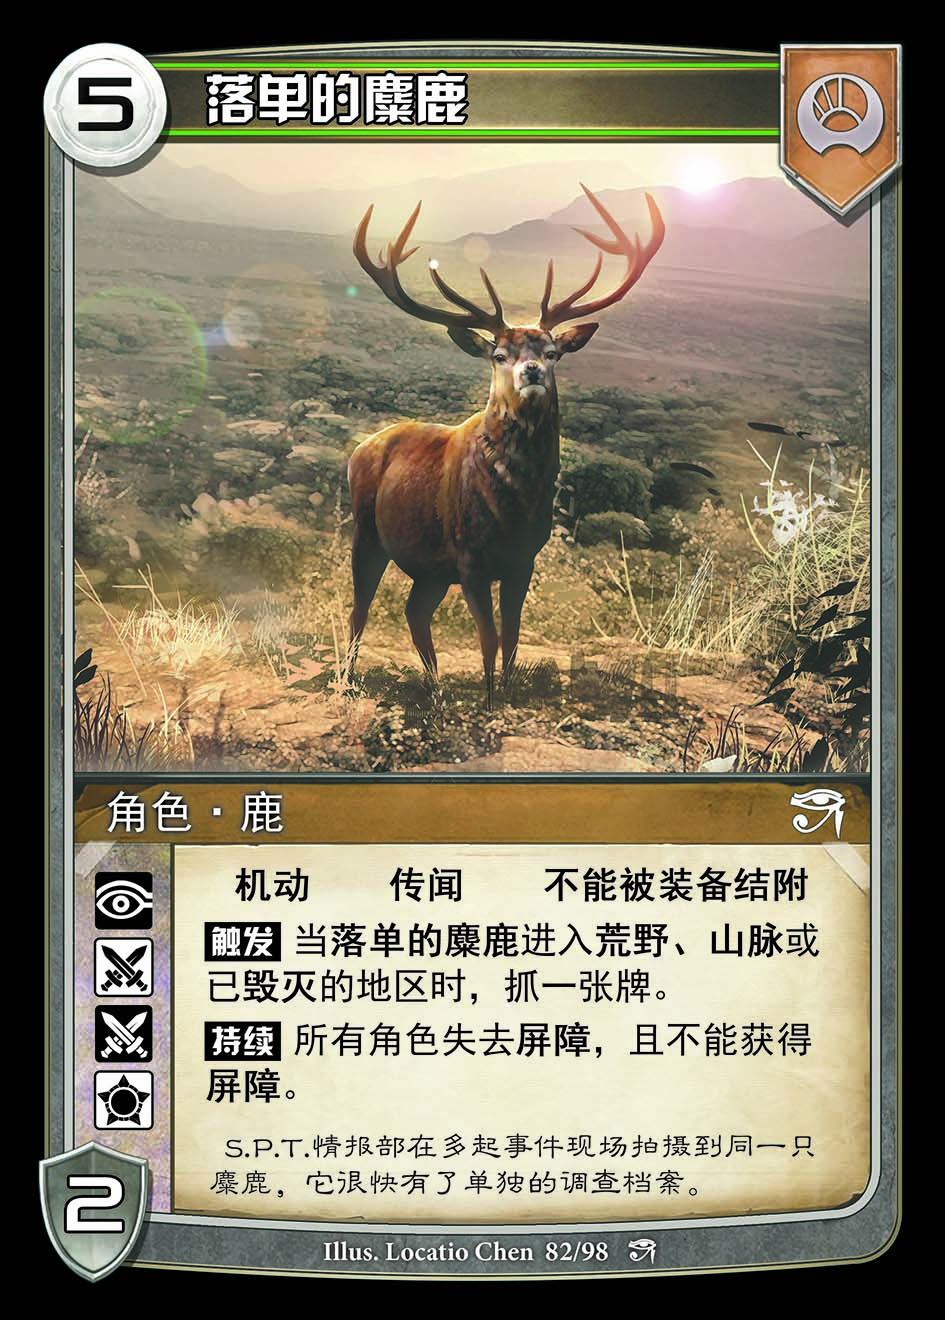 5
落单的麋鹿
角色·鹿
机动 传闻 不能被装备结附
触发 当落单的麋鹿进入荒野、山脉或
已毁灭的地区时，抓一张牌。
持续 所有角色失去屏障，且不能获得
屏障。
S.P.T.情报部在多起事件现场拍摄到同一只
麋鹿，它很快有了单独的调查档案。
2
Illus. Locatio Chen 82/98